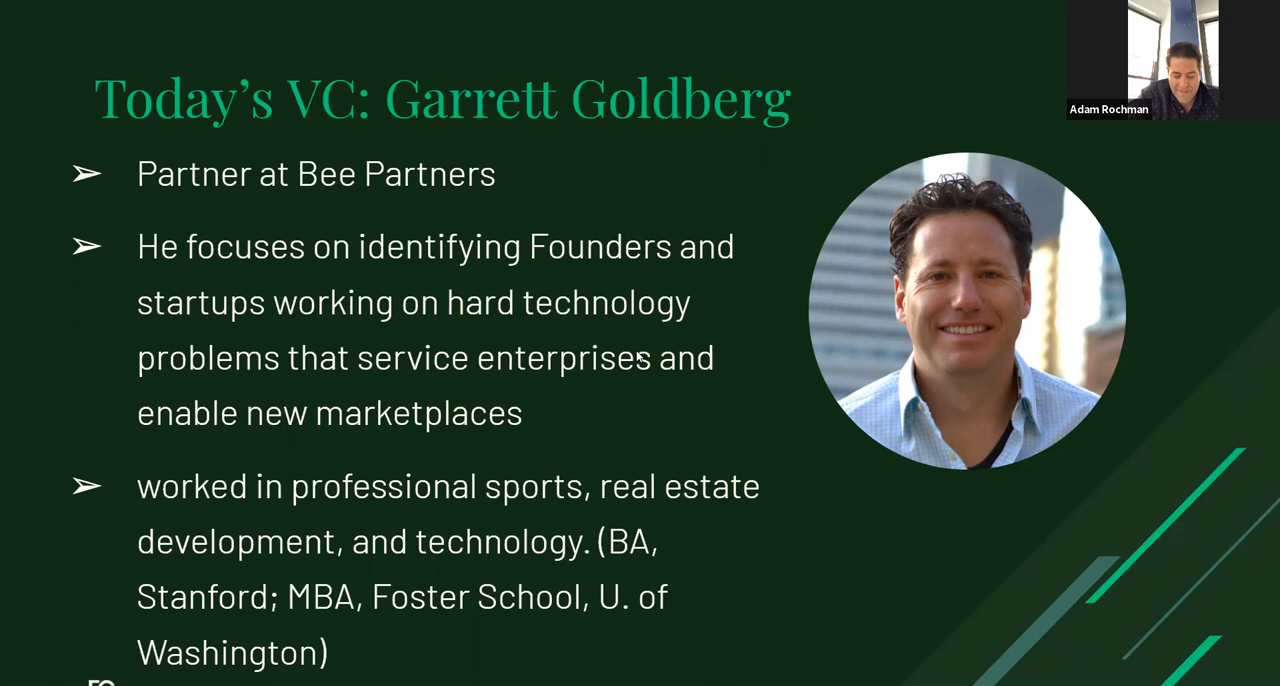 Today's VC: Garrett Goldberg
Adam Rochman
➢ Partner at Bee Partners
➢ He focuses on identifying Founders and
startups working on hard technology
problems that service enterprises and
enable new marketplaces
➢ worked in professional sports, real estate
development, and technology. (BA,
Stanford; MBA, Foster School, U. of
Washington)